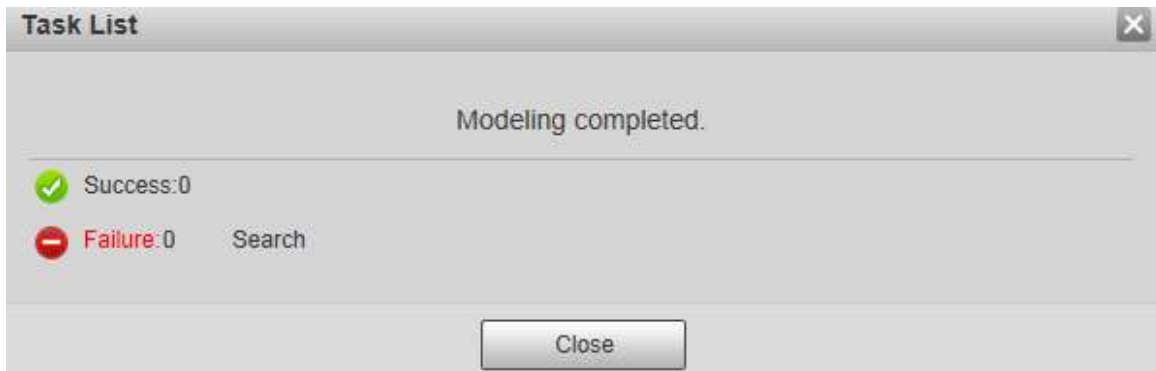 Task List
Modeling completed.
Success:0
Failure:0 Search
Close